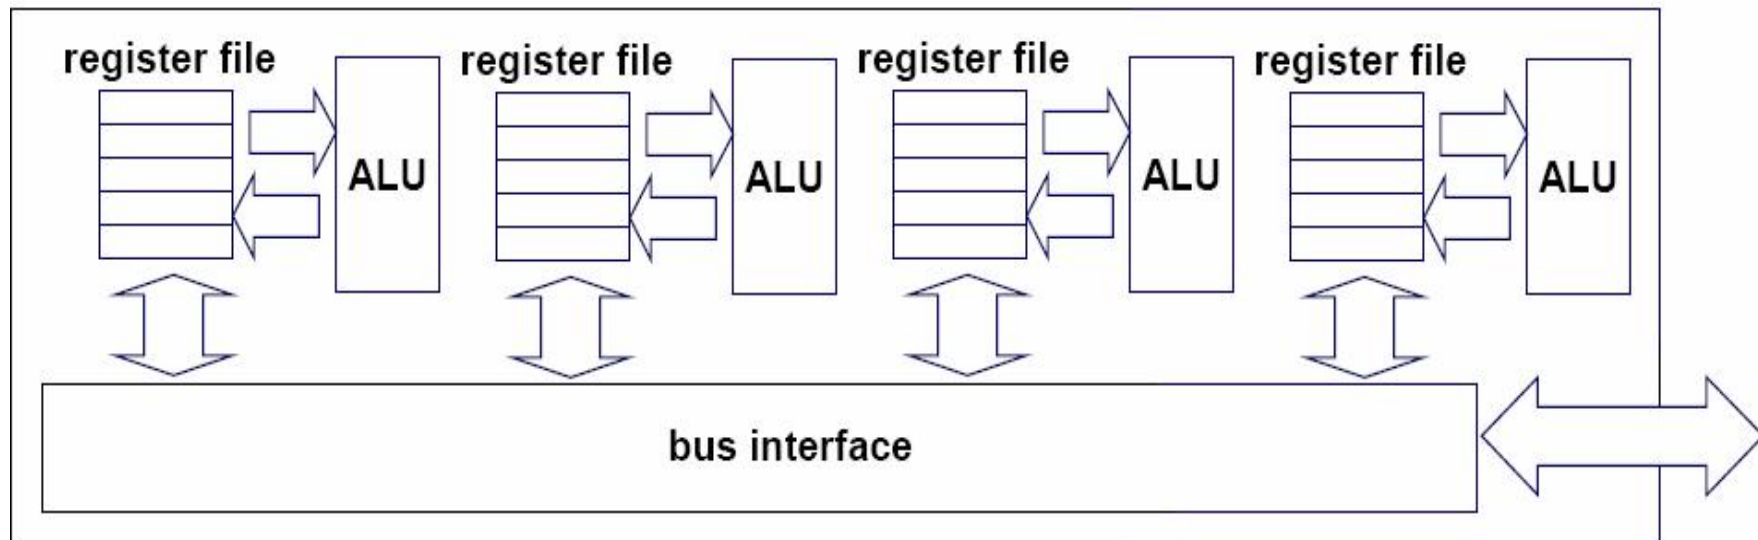 register file
ALU
register file
ALU
register file
ALU
register file
ALU
bus interface